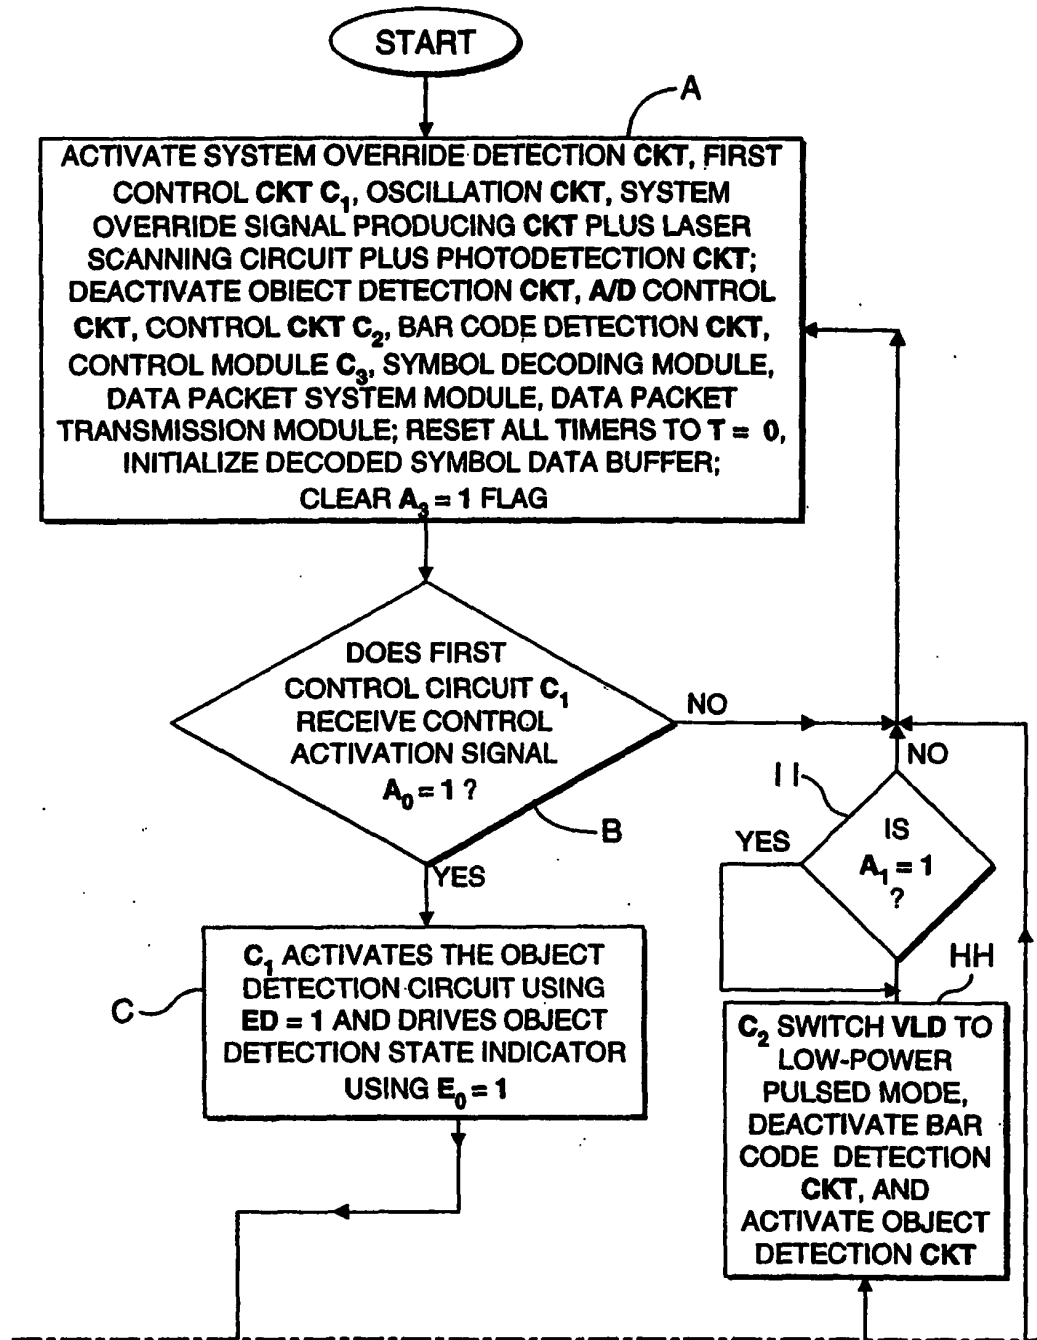 START
A
ACTIVATE SYSTEM OVERRIDE DETECTION CKT, FIRST
CONTROL CKT C₁, OSCILLATION CKT, SYSTEM
OVERRIDE SIGNAL PRODUCING CKT PLUS LASER
SCANNING CIRCUIT PLUS PHOTODETECTION CKT;
DEACTIVATE OBIECT DETECTION CKT, A/D CONTROL
CKT, CONTROL CKT C₂, BAR CODE DETECTION CKT,
CONTROL MODULE C₃, SYMBOL DECODING MODULE,
DATA PACKET SYSTEM MODULE, DATA PACKET
TRANSMISSION MODULE; RESET ALL TIMERS TO T = 0,
INITIALIZE DECODED SYMBOL DATA BUFFER;
CLEAR A₃ = 1 FLAG
DOES FIRST
CONTROL CIRCUIT C₁
RECEIVE CONTROL
ACTIVATION SIGNAL
A₀ = 1 ?
NO
B
YES
C₁ ACTIVATES THE OBJECT
DETECTION CIRCUIT USING
ED = 1 AND DRIVES OBJECT
DETECTION STATE INDICATOR
USING E₀ = 1
C
NO
II
YES
IS
A₁ = 1
?
HH
C₂ SWITCH VLD TO
LOW-POWER
PULSED MODE,
DEACTIVATE BAR
CODE DETECTION
CKT, AND
ACTIVATE OBJECT
DETECTION CKT